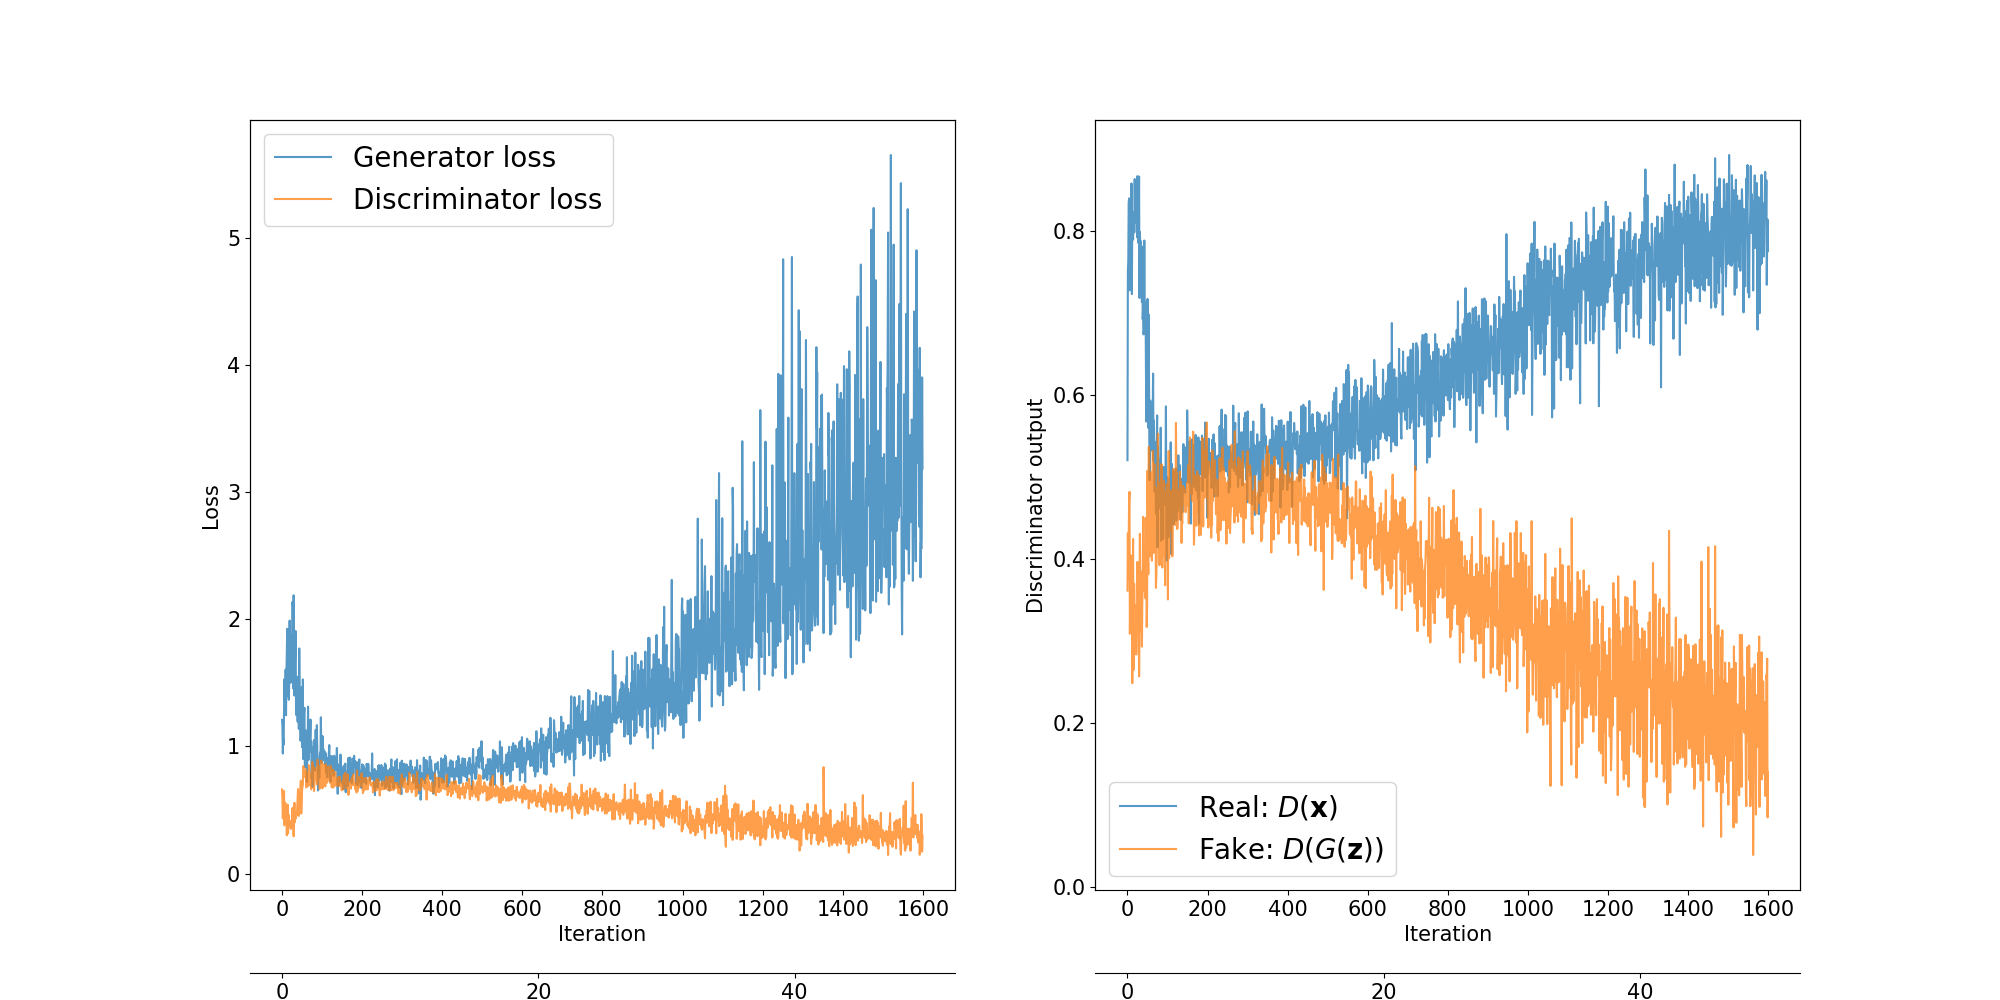 Generator loss
Discriminator loss
5
4
3
2
1
0
Loss
0 200 400 600 800 1000 1200 1400 1600
Iteration
0 20 40
0.8
0.6
0.4
0.2
0.0
Discriminator output
Real: D(x)
Fake: D(G(z))
0 200 400 600 800 1000 1200 1400 1600
Iteration
0 20 40